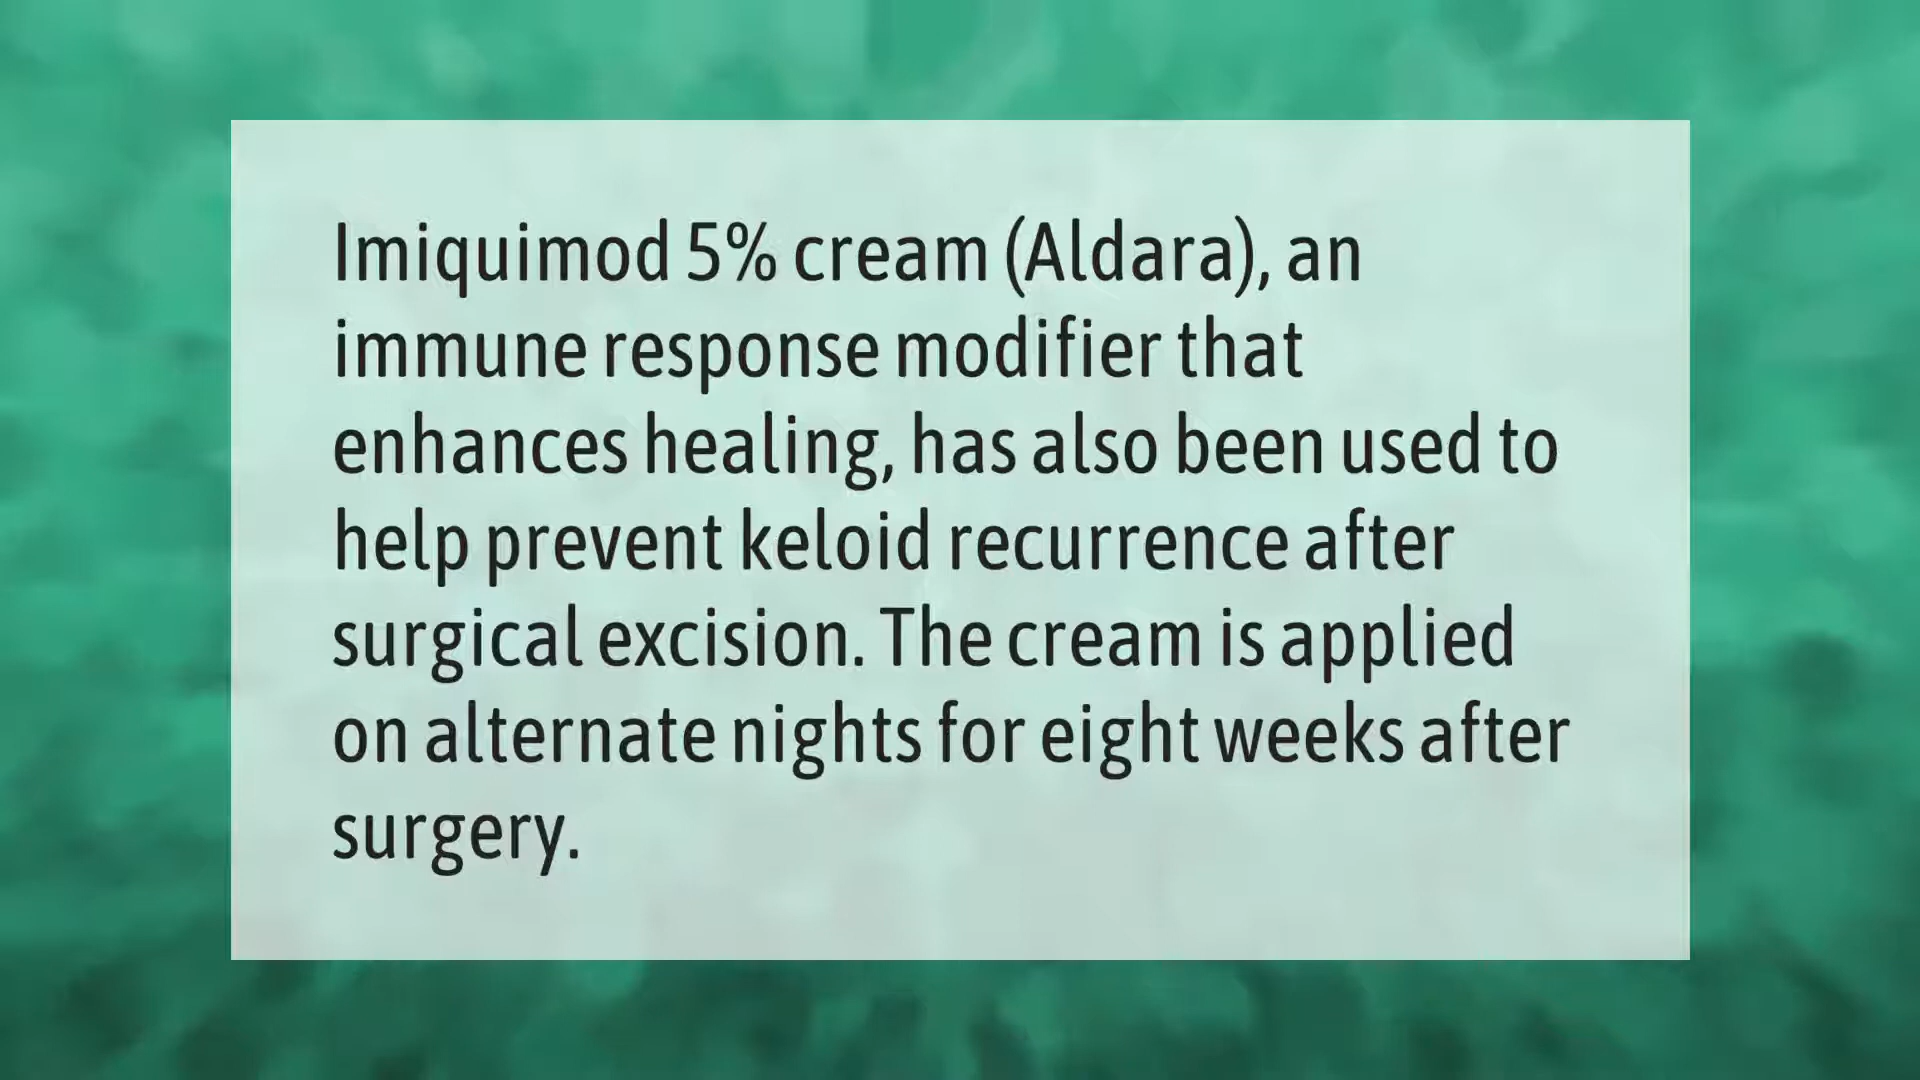 Imiquimod 5% cream (Aldara), an
immune response modifier that
enhances healing, has also been used to
help prevent keloid recurrence after
surgical excision. The cream is applied
on alternate nights for eight weeks after
surgery.